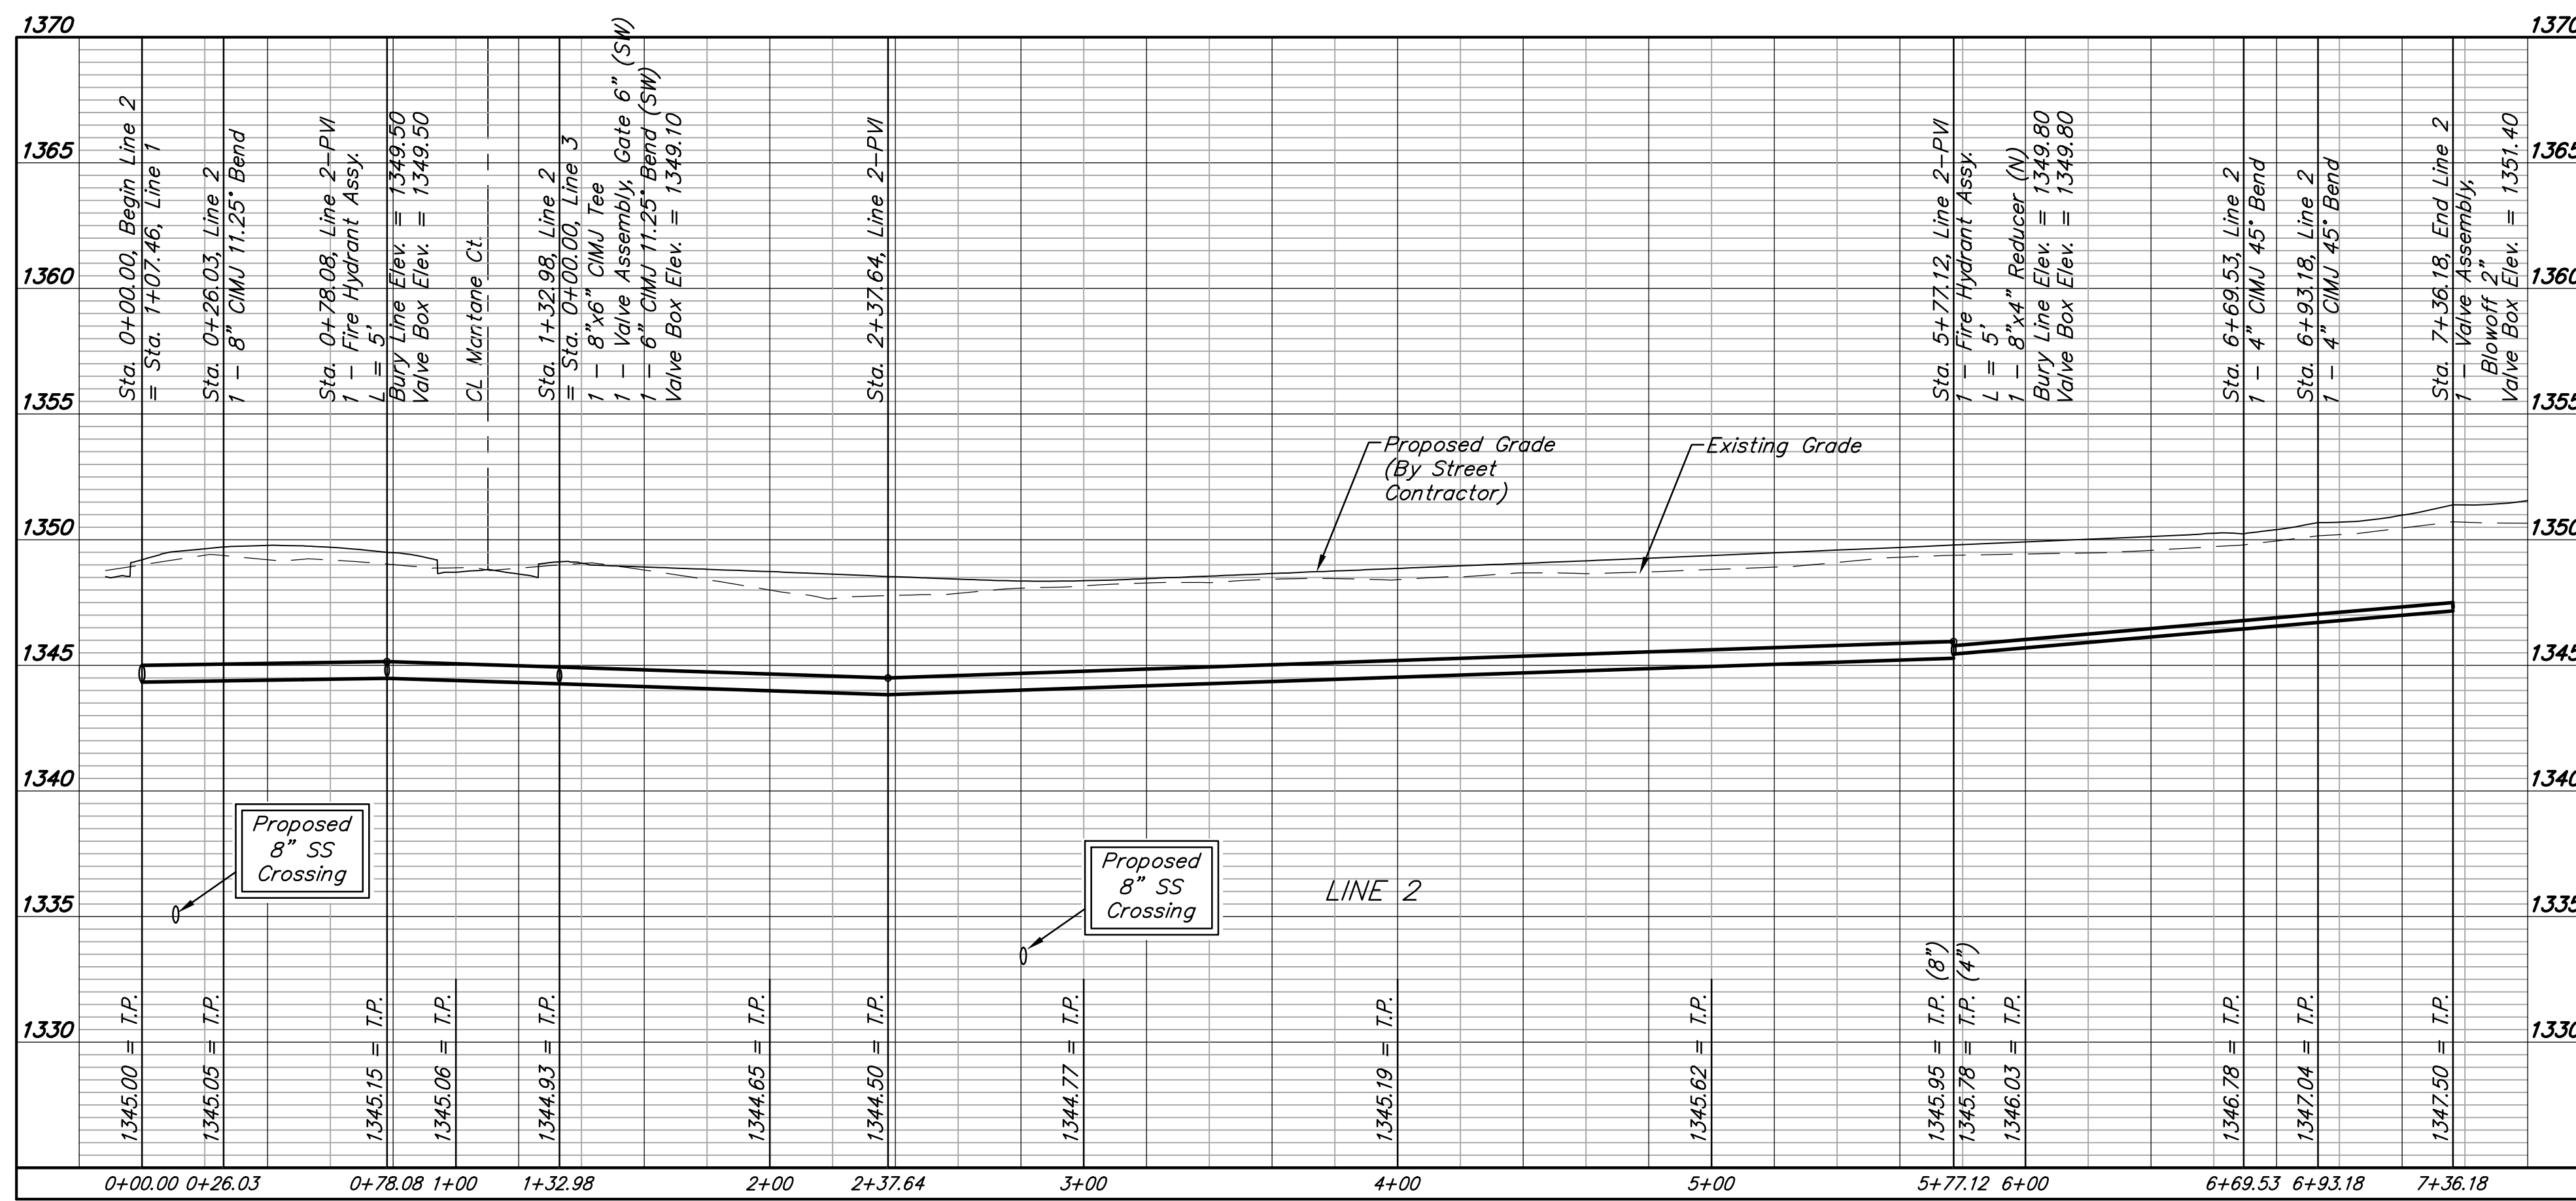 1370
1370
1365
1365
1360
1360
1355
1355
1350
1350
1345
1345
1340
1340
1335
1335
1330
1330
Sta. 0+00.00, Begin Line 2
= Sta. 1+07.46, Line 1
Sta. 0+26.03, Line 2
1 - 8" CIMJ 11.25° Bend
Sta. 0+78.08, Line 2-PVI
1 - Fire Hydrant Assy.
L = 5'
Bury Line Elev. = 1349.50
Valve Box Elev. = 1349.50
CL Mantane Ct.
Sta. 1+32.98, Line 2
= Sta. 0+00.00, Line 3
1 - 8"x6" CIMJ Tee
1 - Valve Assembly, Gate 6" (SW)
1 - 6" CIMJ 11.25° Bend (SW)
Valve Box Elev. = 1349.10
Sta. 2+37.64, Line 2-PVI
Sta. 5+77.12, Line 2-PVI
1 - Fire Hydrant Assy.
L = 5'
1 - 8"x4" Reducer (N)
Bury Line Elev. = 1349.80
Valve Box Elev. = 1349.80
Sta. 6+69.53, Line 2
1 - 4" CIMJ 45° Bend
Sta. 6+93.18, Line 2
1 - 4" CIMJ 45° Bend
Sta. 7+36.18, End Line 2
1 - Valve Assembly,
Blowoff 2"
Valve Box Elev. = 1351.40
Proposed Grade
(By Street
Contractor)
Existing Grade
Proposed
8" SS
Crossing
Proposed
8" SS
Crossing
LINE 2
1345.00 = T.P.
1345.05 = T.P.
1345.15 = T.P.
1345.06 = T.P.
1344.93 = T.P.
1344.65 = T.P.
1344.50 = T.P.
1344.77 = T.P.
1345.19 = T.P.
1345.62 = T.P.
1345.95 = T.P. (8")
1345.78 = T.P. (4")
1346.03 = T.P.
1346.78 = T.P.
1347.04 = T.P.
1347.50 = T.P.
0+00.00 0+26.03 0+78.08 1+00 1+32.98 2+00 2+37.64 3+00 4+00 5+00 5+77.12 6+00 6+69.53 6+93.18 7+36.18